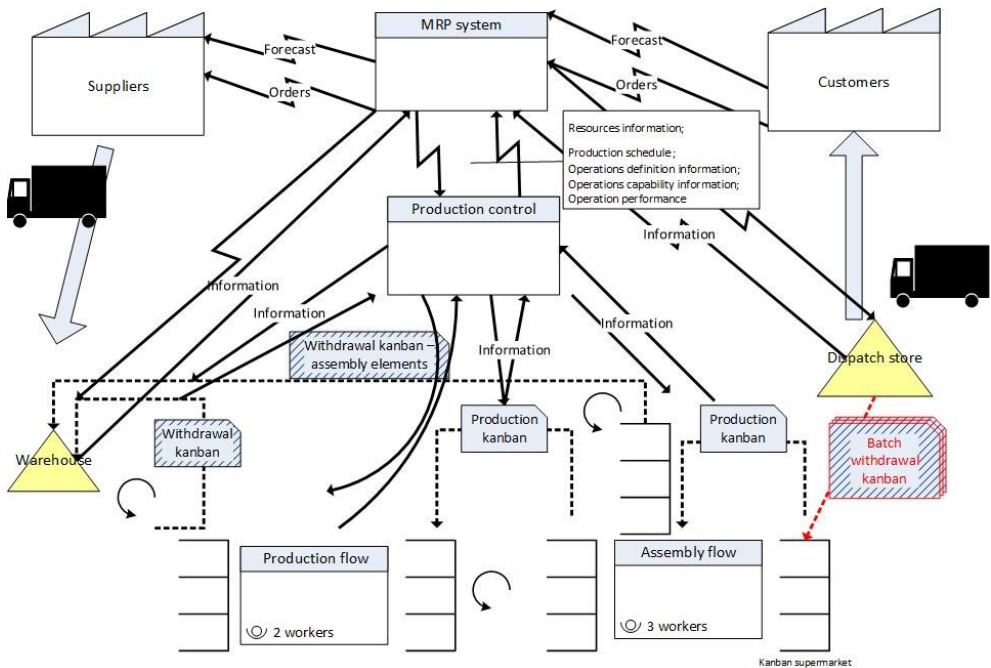 MRP system
Suppliers
Customers
Forecast
Orders
Forecast
Orders
Resources information;
Production schedule;
Operations definition information;
Operations capability information;
Operation performance
Production control
Information
Information
Information
Information
Information
Withdrawal kanban –
assembly elements
Dispatch store
Production
kanban
Production
kanban
Withdrawal
kanban
Batch
withdrawal
kanban
Warehouse
Production flow
2 workers
Assembly flow
3 workers
Kanban supermarket